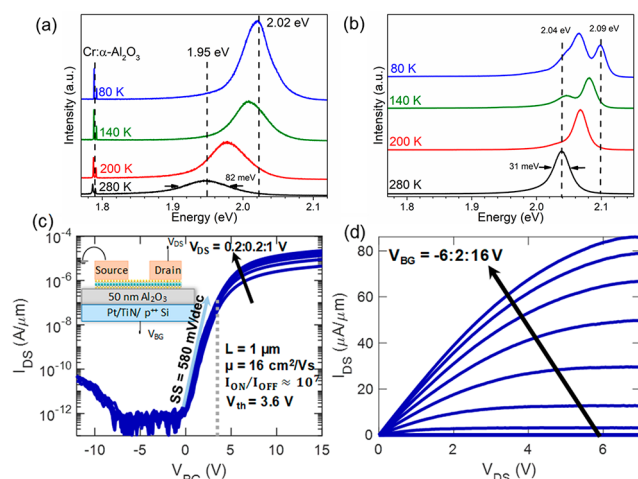 (a)
Cr:α-Al2O3
1.95 eV
2.02 eV
80 K
140 K
200 K
280 K
82 meV
Intensity (a.u.)
1.8 1.9 2.0 2.1
Energy (eV)
(b)
2.04 eV
2.09 eV
80 K
140 K
200 K
280 K
31 meV
Intensity (a.u.)
1.8 1.9 2.0 2.1
Energy (eV)
(c)
10-4
10-6
10-8
10-10
10-12
IDS (A/μm)
VDS
Source
Drain
50 nm Al2O3
Pt/TiN/ p++ Si
VBG
VDS = 0.2:0.2:1 V
SS = 580 mV/dec
L = 1 μm
μ = 16 cm2/Vs
ION/IOFF ≈ 107
Vth = 3.6 V
-10 -5 0 5 10 15
VBG (V)
(d)
80
60
40
20
0
IDS (μA/μm)
VBG = -6:2:16 V
0 2 4 6
VDS (V)